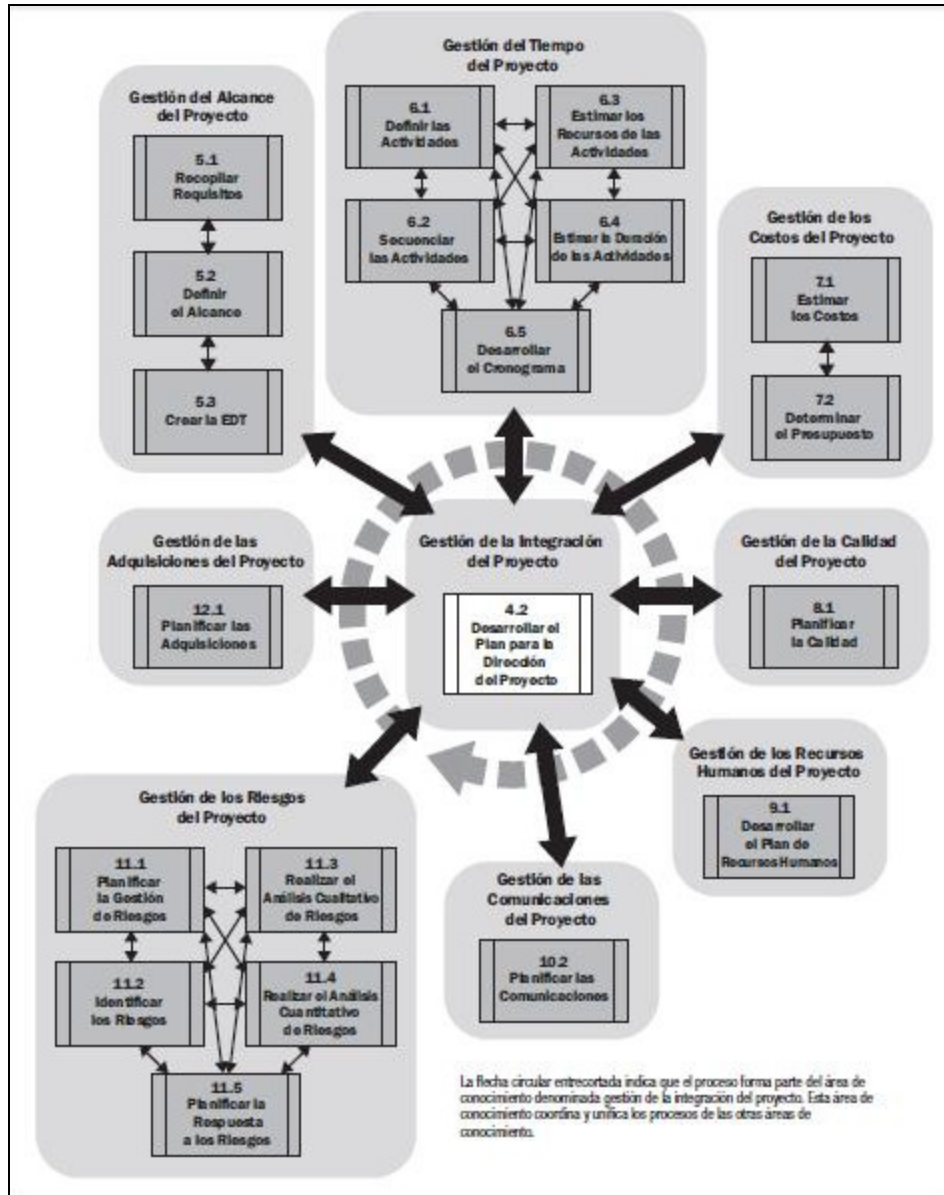 Gestión del Tiempo
del Proyecto
6.1
Definir las
Actividades
6.3
Estimar los
Recursos de las
Actividades
6.2
Secuenciar
las Actividades
6.4
Estimar la Duración
de las Actividades
6.5
Desarrollar
el Cronograma
Gestión del Alcance
del Proyecto
5.1
Recopilar
Requisitos
5.2
Definir
el Alcance
5.3
Crear la EDT
Gestión de los
Costos del Proyecto
7.1
Estimar
los Costos
7.2
Determinar
el Presupuesto
Gestión de las
Adquisiciones del Proyecto
12.1
Planificar las
Adquisiciones
Gestión de la Integración
del Proyecto
4.2
Desarrollar el
Plan para la
Dirección
del Proyecto
Gestión de la Calidad
del Proyecto
8.1
Planificar
la Calidad
Gestión de los Recursos
Humanos del Proyecto
9.1
Desarrollar
el Plan de
Recursos Humanos
Gestión de los Riesgos
del Proyecto
11.1
Planificar
la Gestión
de Riesgos
11.3
Realizar el
Análisis Cualitativo
de Riesgos
11.2
Identificar
los Riesgos
11.4
Realizar el Análisis
Cuantitativo
de Riesgos
11.5
Planificar la
Respuesta
a los Riesgos
Gestión de las
Comunicaciones
del Proyecto
10.2
Planificar las
Comunicaciones
La flecha circular entrecortada indica que el proceso forma parte del área de
conocimiento denominada gestión de la integración del proyecto. Esta área de
conocimiento coordina y unifica los procesos de las otras áreas de
conocimiento.